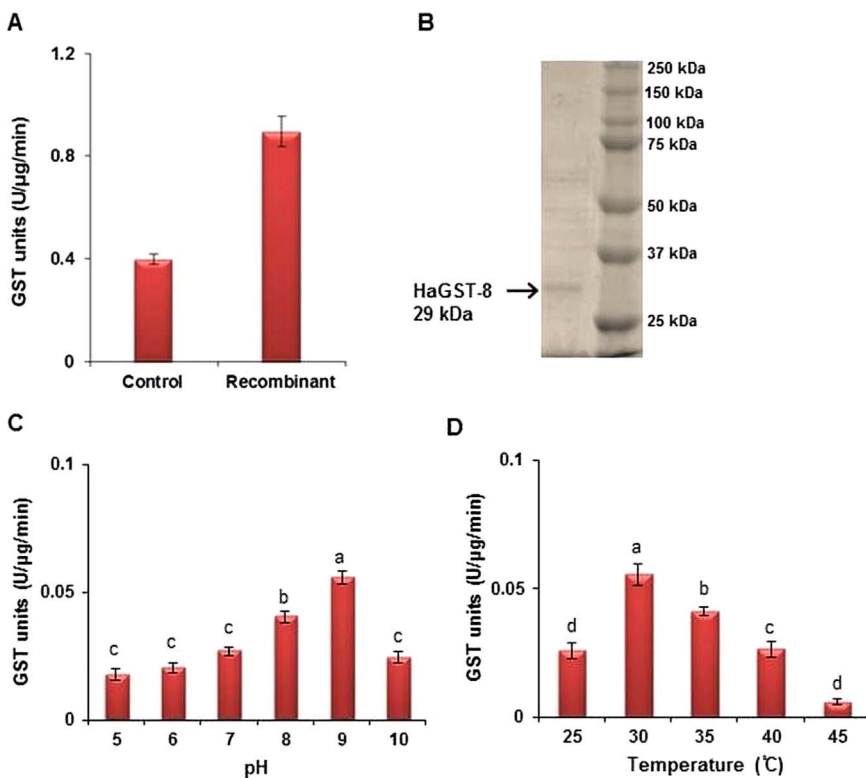 A
GST units (U/µg/min)
1.2
0.8
0.4
0
Control Recombinant
B
250 kDa
150 kDa
100 kDa
75 kDa
50 kDa
37 kDa
25 kDa
HaGST-8
29 kDa
C
GST units (U/µg/min)
0.1
0.05
0
c c c b a c
5 6 7 8 9 10
pH
D
GST units (U/µg/min)
0.1
0.05
0
d a b c d
25 30 35 40 45
Temperature (℃)